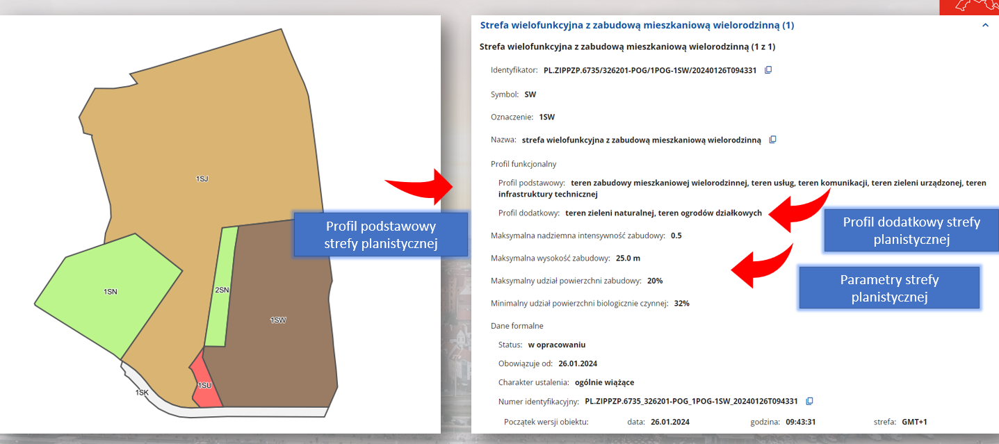 1SJ
1SN
2SN
1SW
1SU
1SK
Profil podstawowy
strefy planistycznej
Strefa wielofunkcyjna z zabudową mieszkaniową wielorodzinną (1)
Strefa wielofunkcyjna z zabudową mieszkaniową wielorodzinną (1 z 1)
Identyfikator: PL.ZIPPZP.6735/326201-POG/1POG-1SW/20240126T094331
Symbol: SW
Oznaczenie: 1SW
Nazwa: strefa wielofunkcyjna z zabudową mieszkaniową wielorodzinną
Profil funkcjonalny
Profil podstawowy: teren zabudowy mieszkaniowej wielorodzinnej, teren usług, teren komunikacji, teren zieleni urządzonej, teren
infrastruktury technicznej
Profil dodatkowy: teren zieleni naturalnej, teren ogrodów działkowych
Profil dodatkowy strefy
planistycznej
Maksymalna nadziemna intensywność zabudowy: 0.5
Maksymalna wysokość zabudowy: 25.0 m
Maksymalny udział powierzchni zabudowy: 20%
Parametry strefy
planistycznej
Minimalny udział powierzchni biologicznie czynnej: 32%
Dane formalne
Status: w opracowaniu
Obowiązuje od: 26.01.2024
Charakter ustalenia: ogólnie wiążące
Numer identyfikacyjny: PL.ZIPPZP.6735_326201-POG_1POG-1SW_20240126T094331
Początek wersji obiektu: data: 26.01.2024 godzina: 09:43:31 strefa: GMT+1